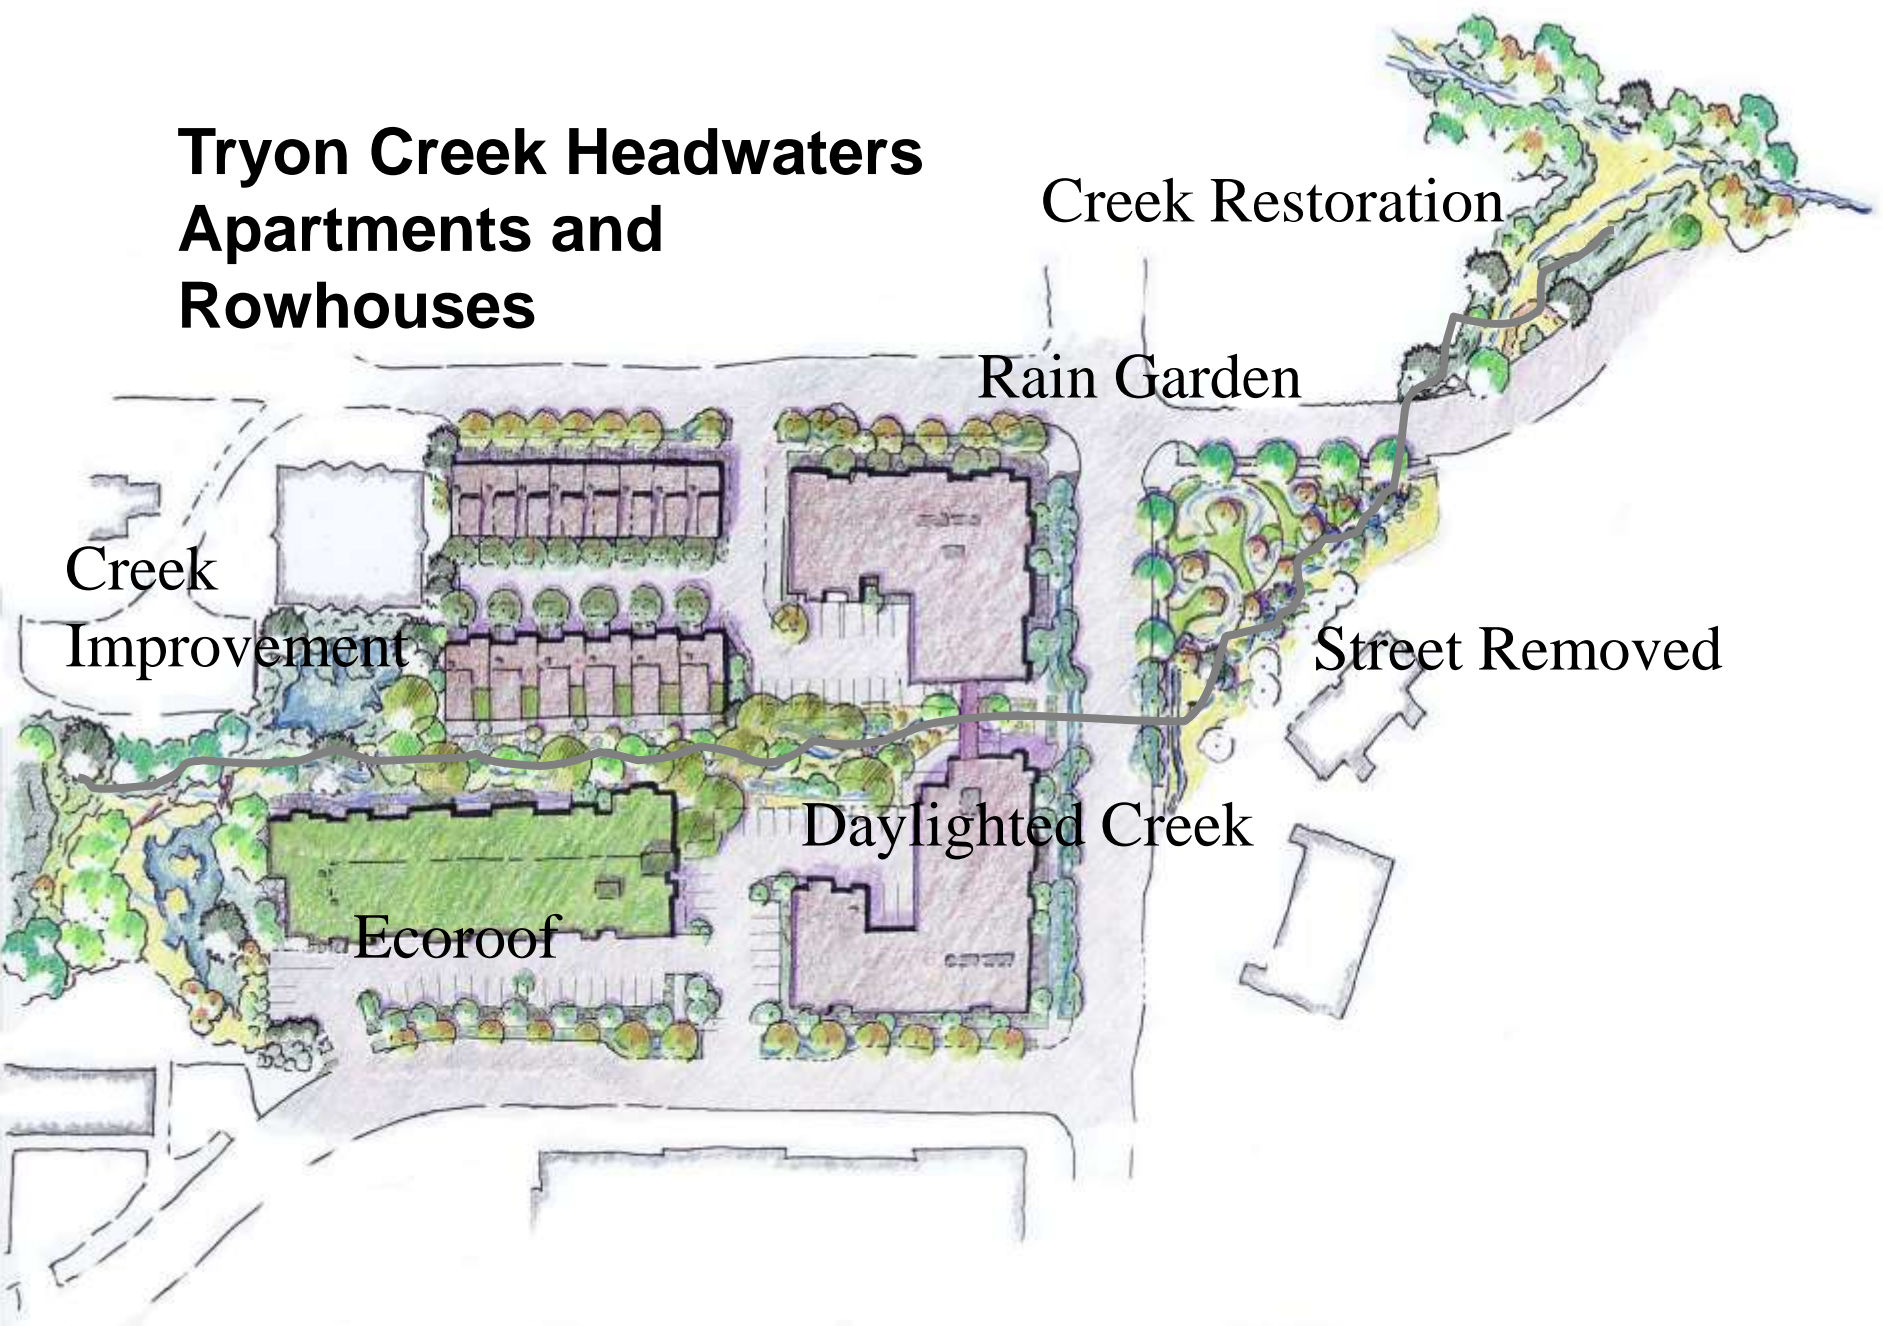 Tryon Creek Headwaters
Apartments and
Rowhouses
Creek Restoration
Rain Garden
Creek
Improvement
Street Removed
Daylighted Creek
Ecoroof